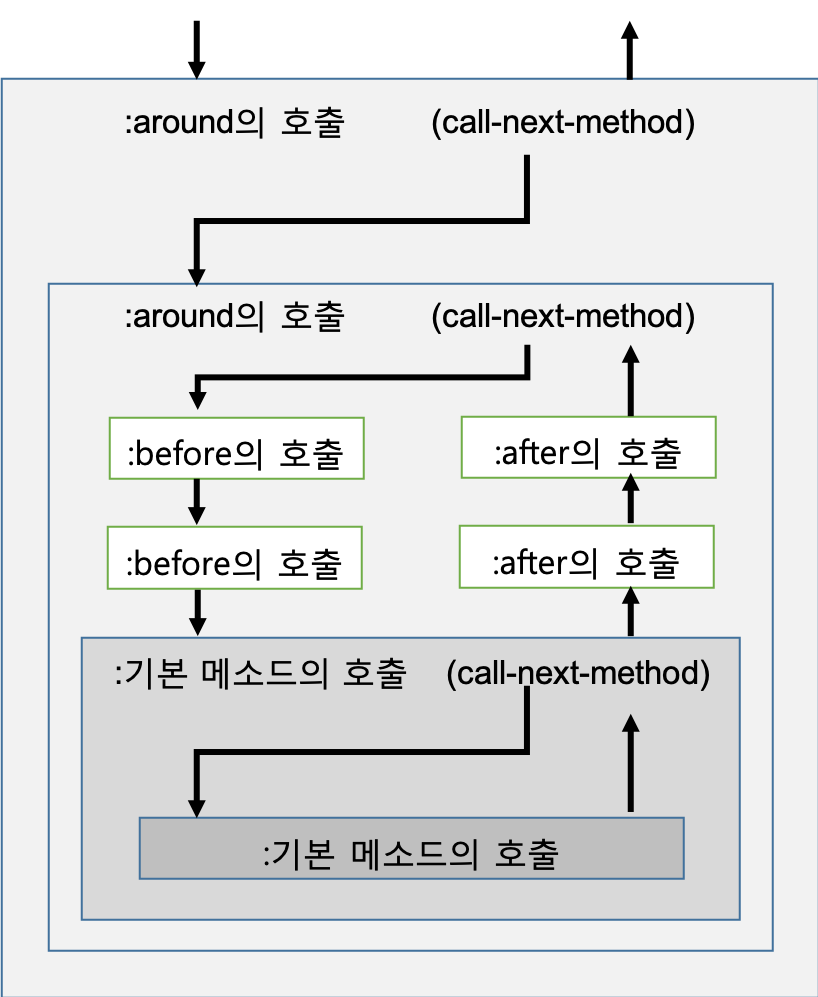 :around의 호출 (call-next-method)
:around의 호출 (call-next-method)
:before의 호출 :after의 호출
:before의 호출 :after의 호출
:기본 메소드의 호출 (call-next-method)
:기본 메소드의 호출